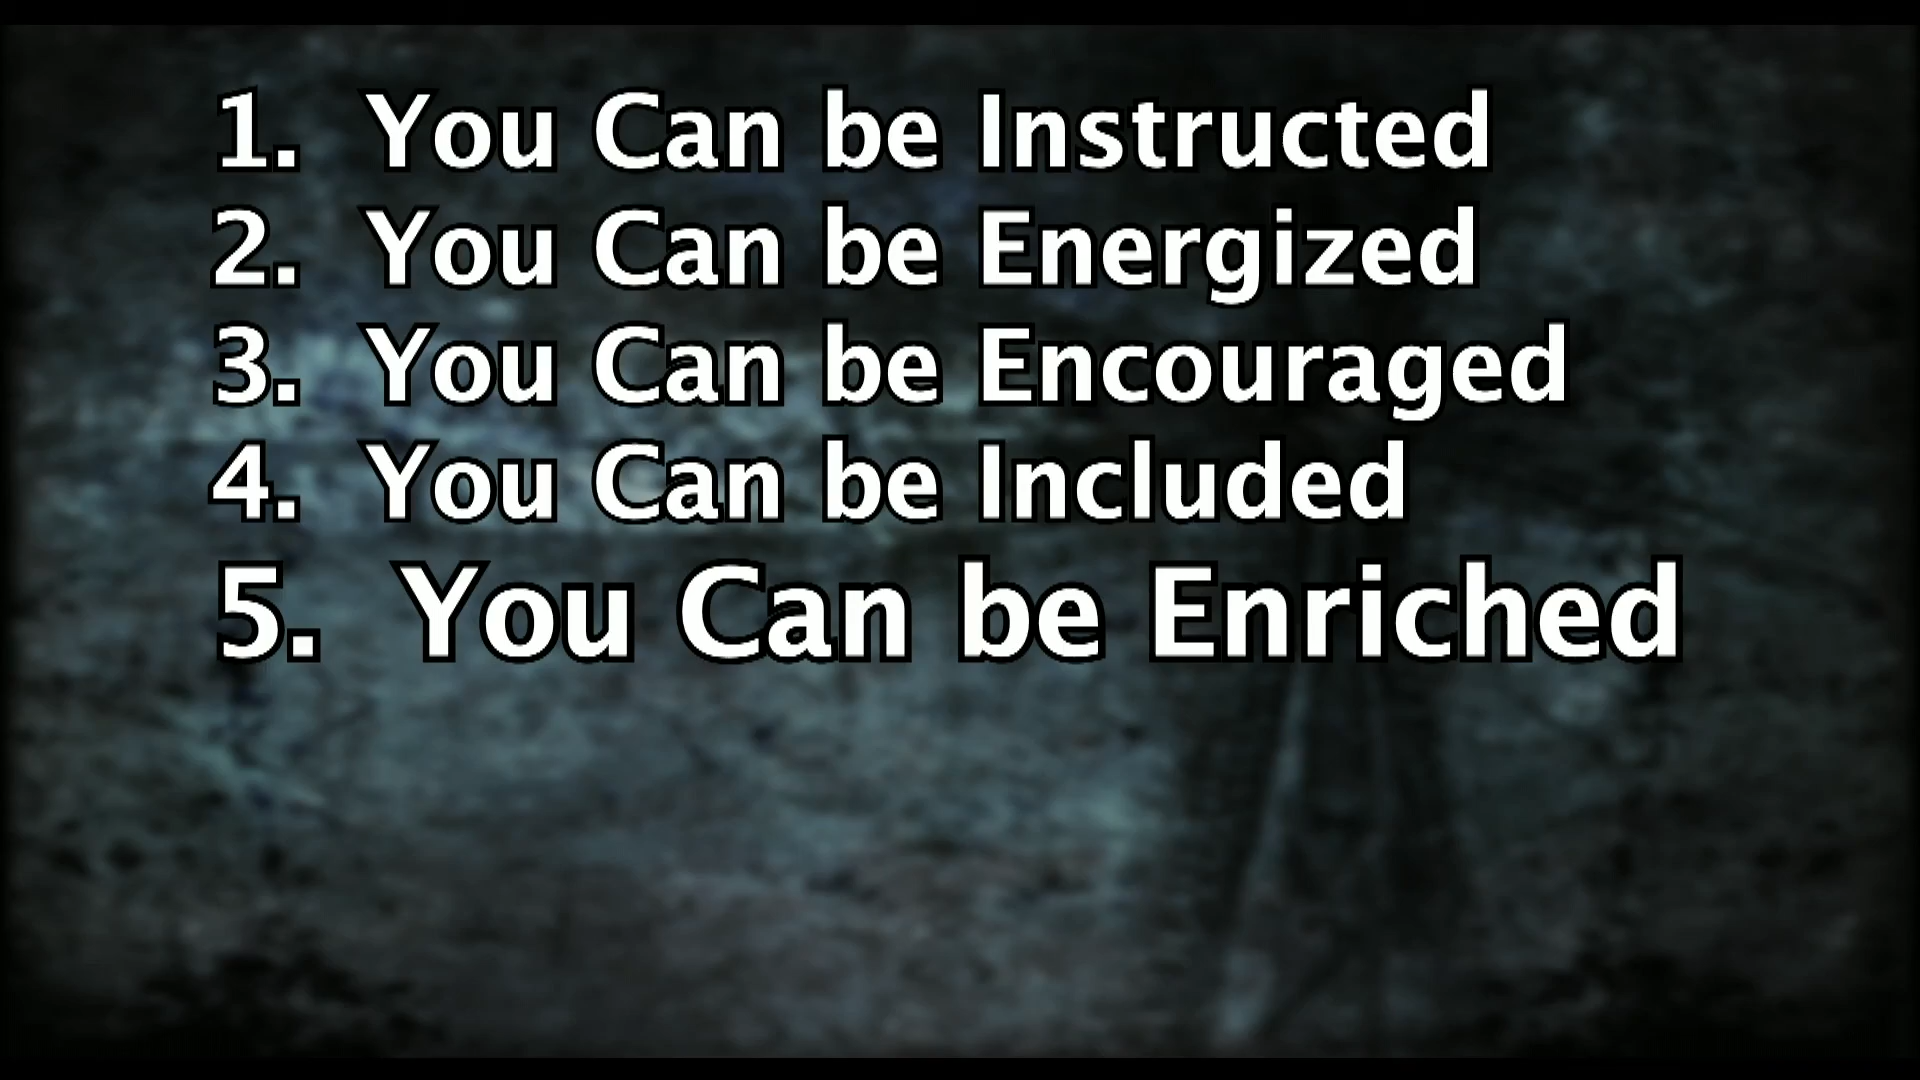 1. You Can be Instructed
2. You Can be Energized
3. You Can be Encouraged
4. You Can be Included
5. You Can be Enriched